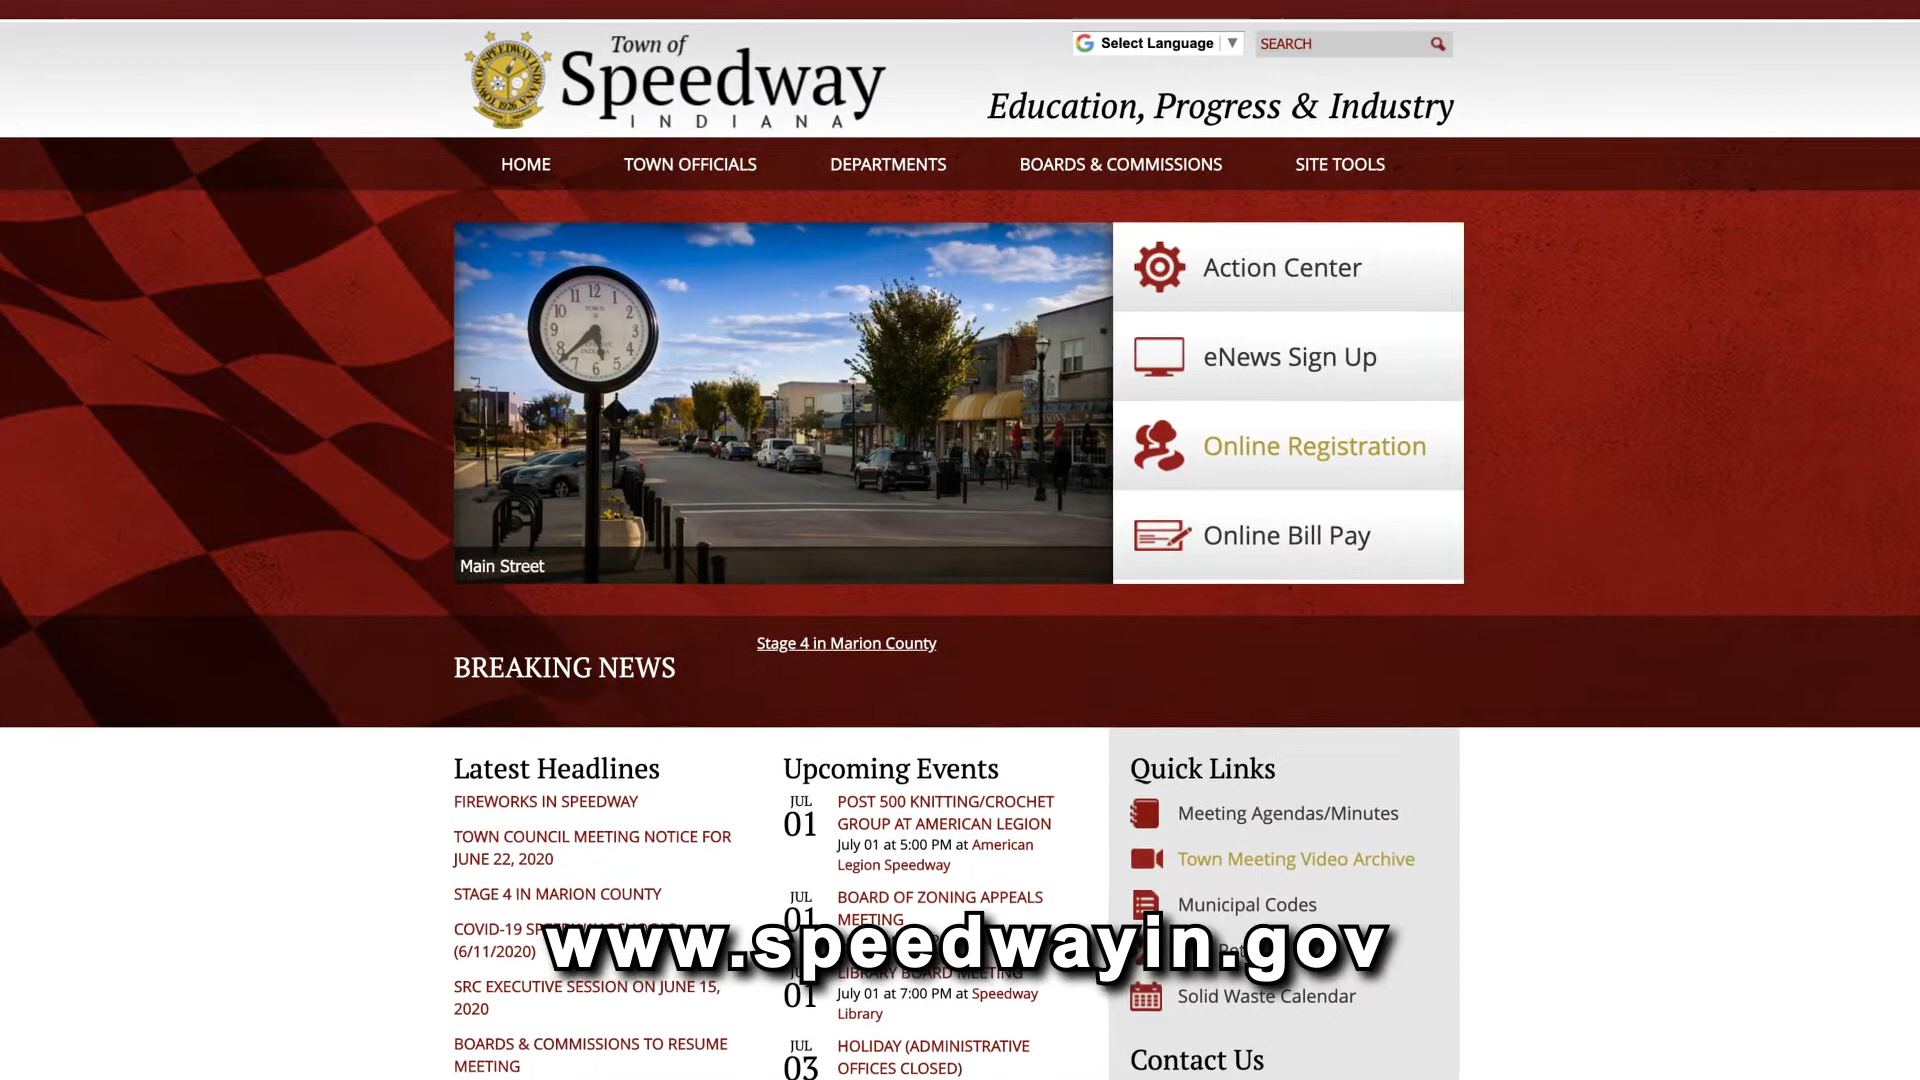 Town of
Speedway
INDIANA
Select Language
SEARCH
Education, Progress & Industry
HOME
TOWN OFFICIALS
DEPARTMENTS
BOARDS & COMMISSIONS
SITE TOOLS
Main Street
Action Center
eNews Sign Up
Online Registration
Online Bill Pay
BREAKING NEWS
Stage 4 in Marion County
Latest Headlines
FIREWORKS IN SPEEDWAY
TOWN COUNCIL MEETING NOTICE FOR
JUNE 22, 2020
STAGE 4 IN MARION COUNTY
COVID-19 SPEEDWAY SCHOOLS
(6/11/2020)
SRC EXECUTIVE SESSION ON JUNE 15,
2020
BOARDS & COMMISSIONS TO RESUME
MEETING
Upcoming Events
JUL
01
POST 500 KNITTING/CROCHET
GROUP AT AMERICAN LEGION
July 01 at 5:00 PM at American
Legion Speedway
JUL
01
BOARD OF ZONING APPEALS
MEETING
JUL
01
LIBRARY BOARD MEETING
July 01 at 7:00 PM at Speedway
Library
JUL
03
HOLIDAY (ADMINISTRATIVE
OFFICES CLOSED)
Quick Links
Meeting Agendas/Minutes
Town Meeting Video Archive
Municipal Codes
Solid Waste Calendar
Contact Us
www.speedwayin.gov